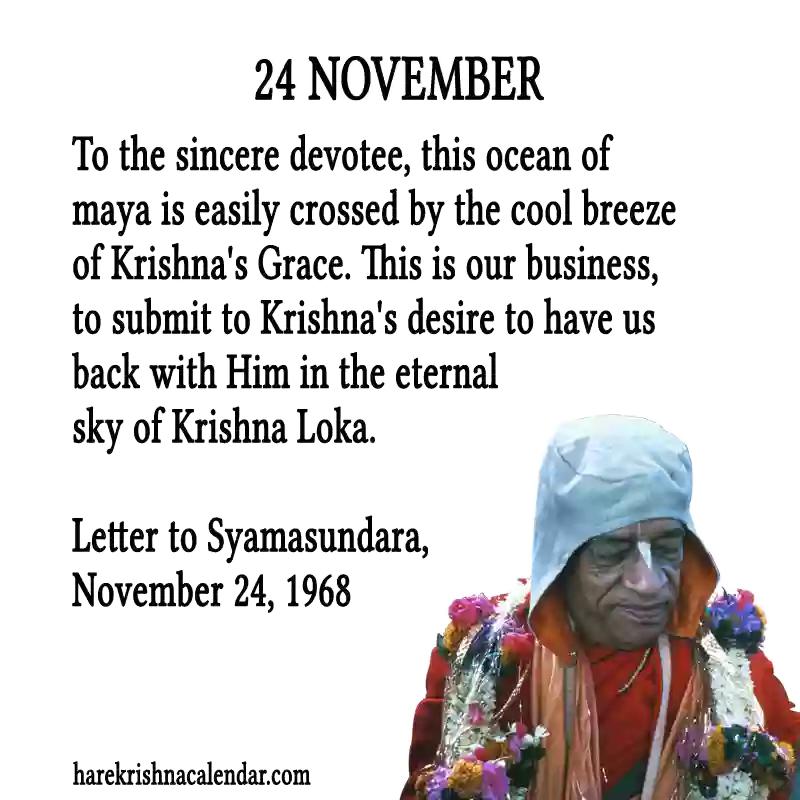 24 NOVEMBER
To the sincere devotee, this ocean of
maya is easily crossed by the cool breeze
of Krishna's Grace. This is our business,
to submit to Krishna's desire to have us
back with Him in the eternal
sky of Krishna Loka.
Letter to Syamasundara,
November 24, 1968
harekrishnacalendar.com